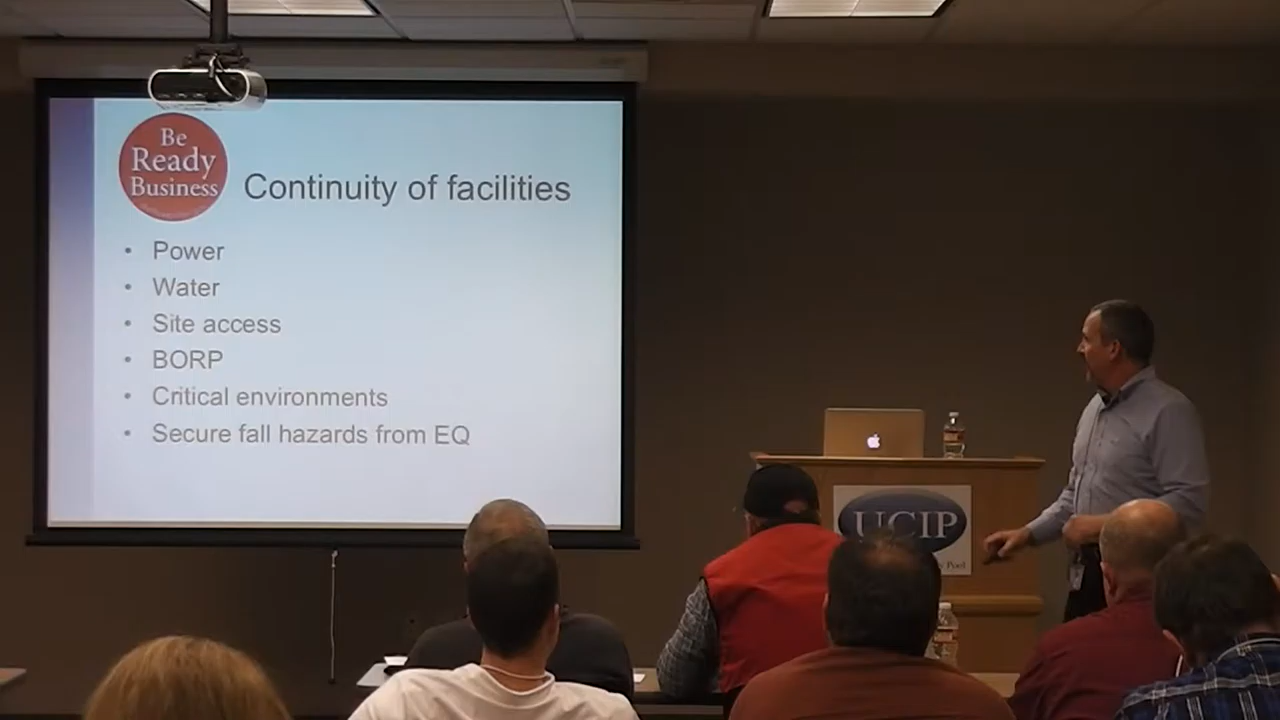 Be
Ready
Business
Continuity of facilities
• Power
• Water
• Site access
• BORP
• Critical environments
• Secure fall hazards from EQ
UCIP
Pool